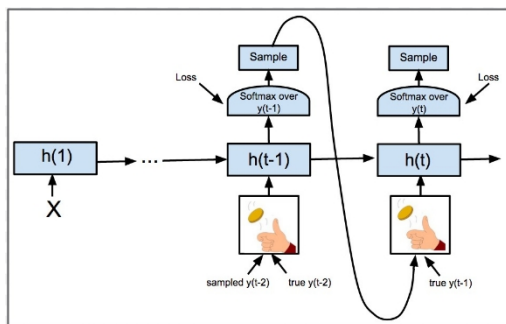 Sample
Sample
Loss
Softmax over
y(t-1)
Softmax over
y(t)
Loss
h(1)
...
h(t-1)
h(t)
X
sampled y(t-2)
true y(t-2)
true y(t-1)